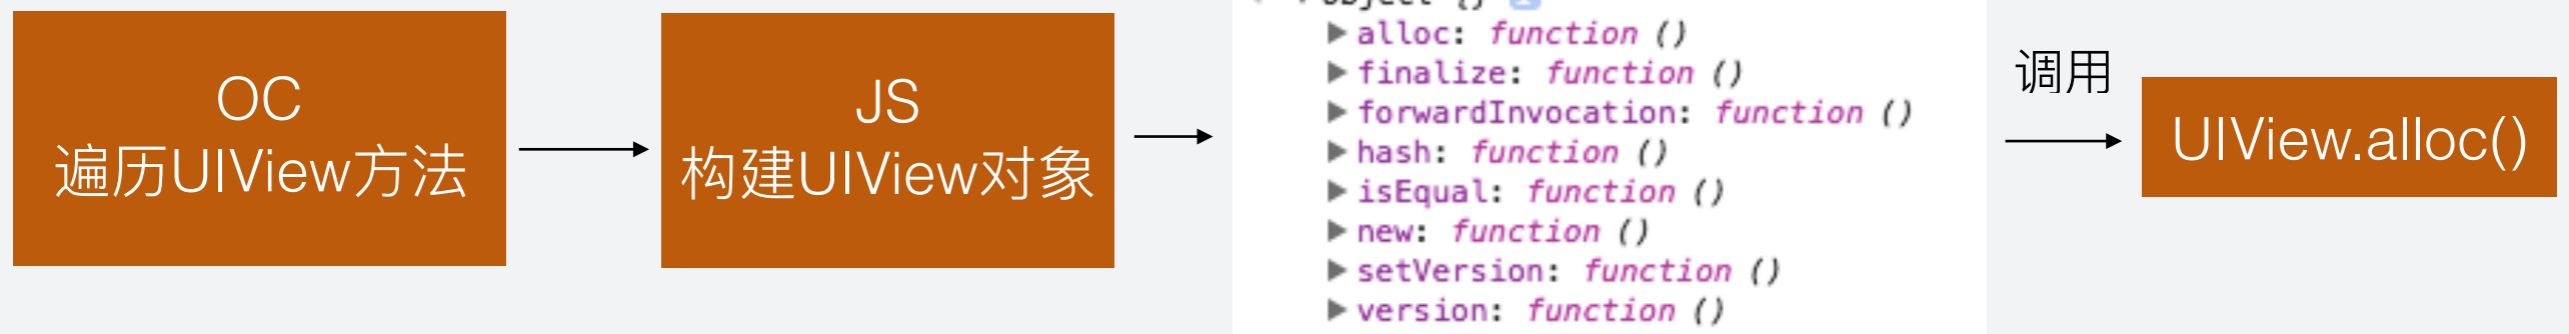 OC
遍历UIView方法
JS
构建UIView对象
Object {}
alloc: function ()
finalize: function ()
forwardInvocation: function ()
hash: function ()
isEqual: function ()
new: function ()
setVersion: function ()
version: function ()
调用
UIView.alloc()